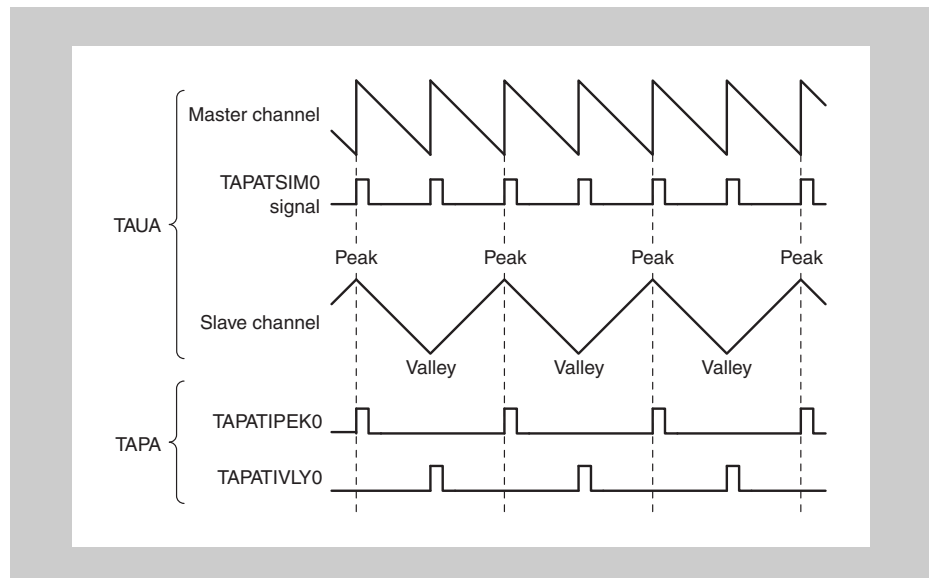 Master channel
TAPATSIM0
signal
TAUA
Peak Peak Peak Peak
Slave channel
Valley Valley Valley
TAPATIPEK0
TAPA
TAPATIVLY0